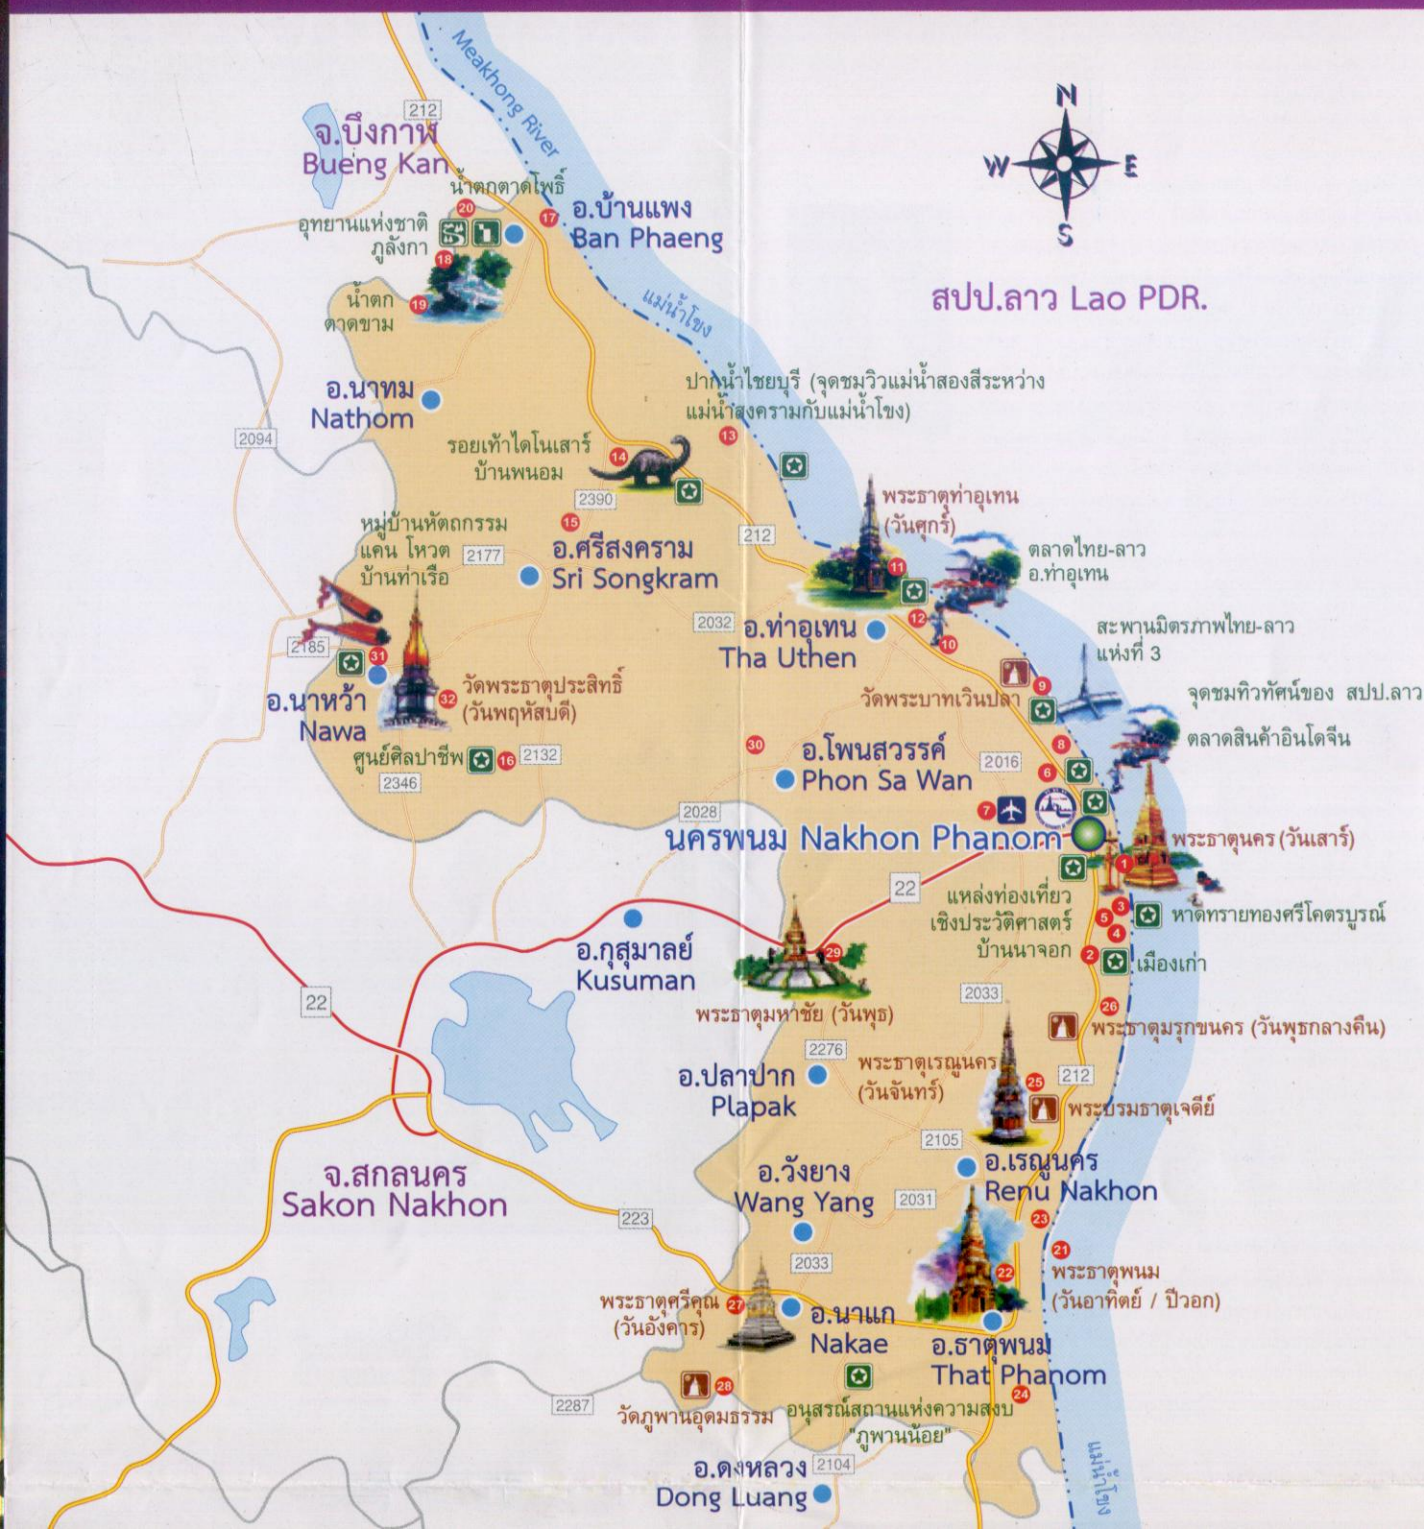 212
Meakhong River
จ.บึงกาฬ
Bueng Kan
N
W
E
S
น้ำตกตาดโพธิ์
20
17
อ.บ้านแพง
Ban Phaeng
อุทยานแห่งชาติ
ภูลังกา
18
น้ำตก
ตาดขาม
19
แม่น้ำโขง
สปป.ลาว Lao PDR.
อ.นาทม
Nathom
2094
ปากน้ำไชยบุรี (จุดชมวิวแม่น้ำสองสีระหว่าง
แม่น้ำสงครามกับแม่น้ำโขง)
13
รอยเท้าไดโนเสาร์
บ้านพนอม
14
2390
15
212
พระธาตุท่าอุเทน
(วันศุกร์)
11
ตลาดไทย-ลาว
อ.ท่าอุเทน
หมู่บ้านหัตถกรรม
แคน โหวต
บ้านท่าเรือ
2177
อ.ศรีสงคราม
Sri Songkram
2032
อ.ท่าอุเทน
Tha Uthen
12
10
สะพานมิตรภาพไทย-ลาว
แห่งที่ 3
2185
31
อ.นาหว้า
Nawa
32
วัดพระธาตุประสิทธิ์
(วันพฤหัสบดี)
วัดพระบาทเวินปลา
9
จุดชมทิวทัศน์ของ สปป.ลาว
ตลาดสินค้าอินโดจีน
ศูนย์ศิลปาชีพ
16
2132
2346
30
อ.โพนสวรรค์
Phon Sa Wan
2016
8
6
7
2028
นครพนม Nakhon Phanom
พระธาตุนคร (วันเสาร์)
1
22
แหล่งท่องเที่ยว
เชิงประวัติศาสตร์
บ้านนาจอก
3
5
4
หาดทรายทองศรีโคตรบูรณ์
2
เมืองเก่า
อ.กุสุมาลย์
Kusuman
29
พระธาตุมหาชัย (วันพุธ)
22
2033
26
พระธาตุมรุกขนคร (วันพุธกลางคืน)
2276
อ.ปลาปาก
Plapak
พระธาตุเรณูนคร
(วันจันทร์)
25
212
พระบรมธาตุเจดีย์
2105
อ.เรณูนคร
Renu Nakhon
จ.สกลนคร
Sakon Nakhon
อ.วังยาง
Wang Yang
2031
223
23
21
2033
22
พระธาตุพนม
(วันอาทิตย์ / ปีวอก)
พระธาตุศรีคุณ
(วันอังคาร)
27
อ.นาแก
Nakae
อ.ธาตุพนม
That Phanom
24
2287
28
วัดภูพานอุดมธรรม
อนุสรณ์สถานแห่งความสงบ
"ภูพานน้อย"
แม่น้ำโขง
อ.ดงหลวง
Dong Luang
2104